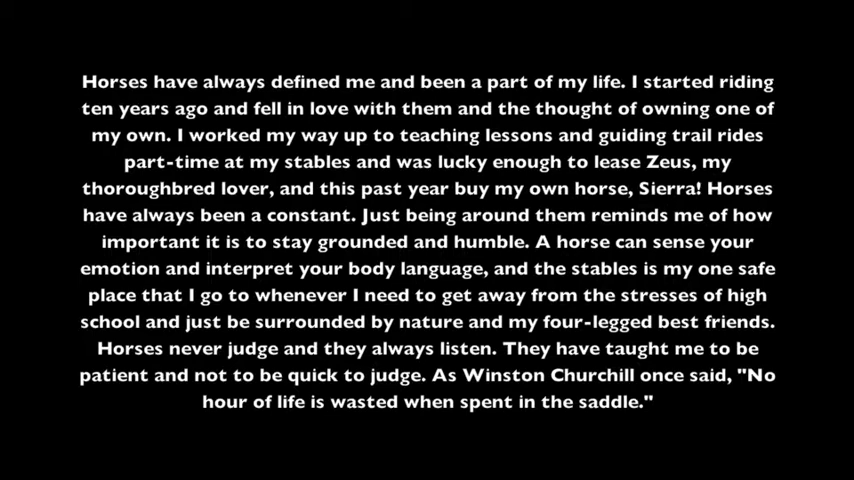 Horses have always defined me and been a part of my life. I started riding
ten years ago and fell in love with them and the thought of owning one of
my own. I worked my way up to teaching lessons and guiding trail rides
part-time at my stables and was lucky enough to lease Zeus, my
thoroughbred lover, and this past year buy my own horse, Sierra! Horses
have always been a constant. Just being around them reminds me of how
important it is to stay grounded and humble. A horse can sense your
emotion and interpret your body language, and the stables is my one safe
place that I go to whenever I need to get away from the stresses of high
school and just be surrounded by nature and my four-legged best friends.
Horses never judge and they always listen. They have taught me to be
patient and not to be quick to judge. As Winston Churchill once said, "No
hour of life is wasted when spent in the saddle."